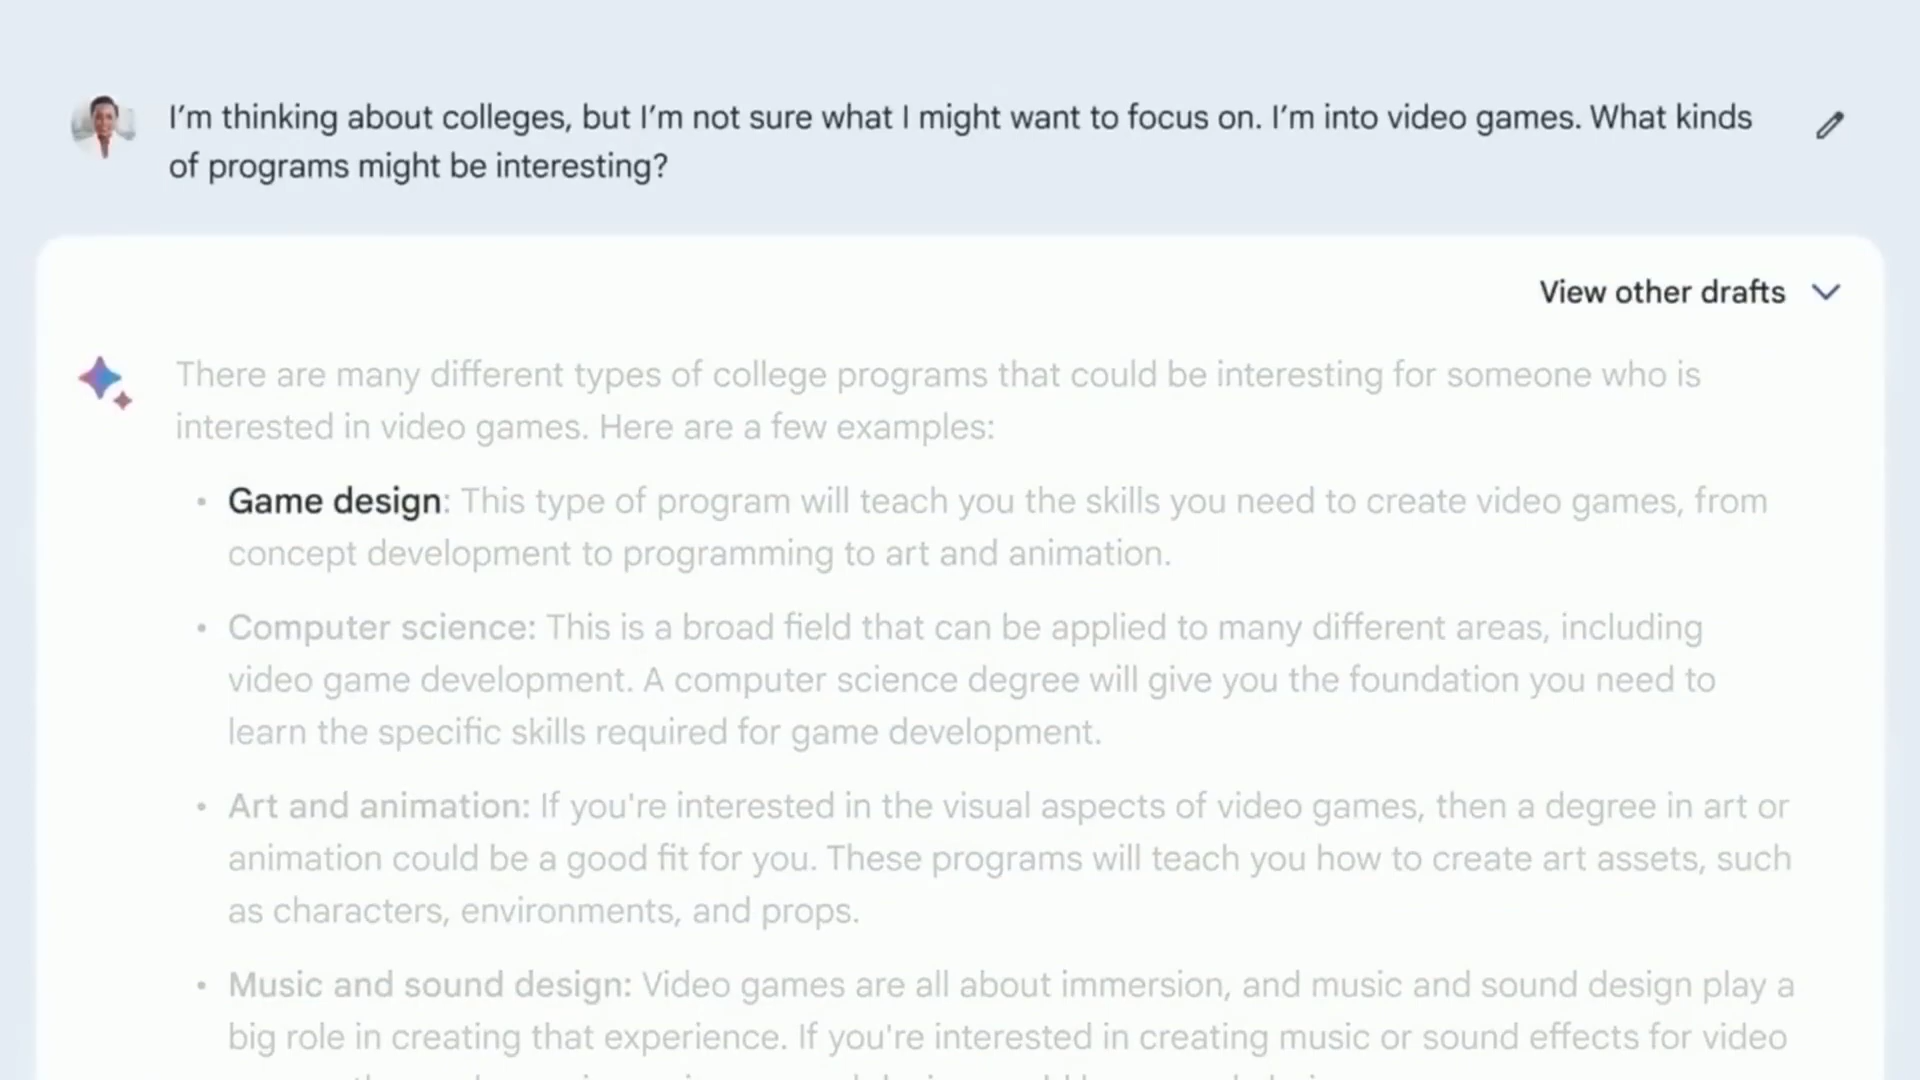 I’m thinking about colleges, but I’m not sure what I might want to focus on. I’m into video games. What kinds
of programs might be interesting?
View other drafts
There are many different types of college programs that could be interesting for someone who is
interested in video games. Here are a few examples:
• Game design: This type of program will teach you the skills you need to create video games, from
concept development to programming to art and animation.
• Computer science: This is a broad field that can be applied to many different areas, including
video game development. A computer science degree will give you the foundation you need to
learn the specific skills required for game development.
• Art and animation: If you're interested in the visual aspects of video games, then a degree in art or
animation could be a good fit for you. These programs will teach you how to create art assets, such
as characters, environments, and props.
• Music and sound design: Video games are all about immersion, and music and sound design play a
big role in creating that experience. If you're interested in creating music or sound effects for video